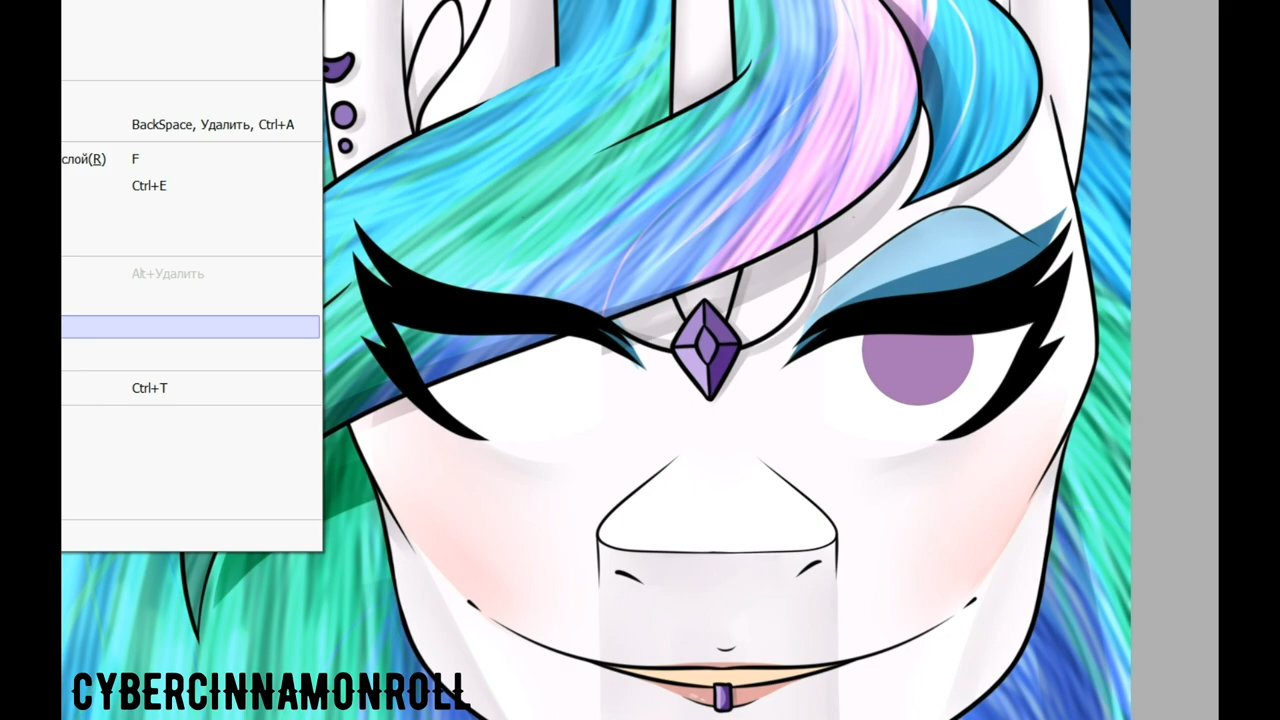 BackSpace, Удалить, Ctrl+A
слой(R) F
Ctrl+E
Alt+Удалить
Ctrl+T
CYBERCINNAMONROLL